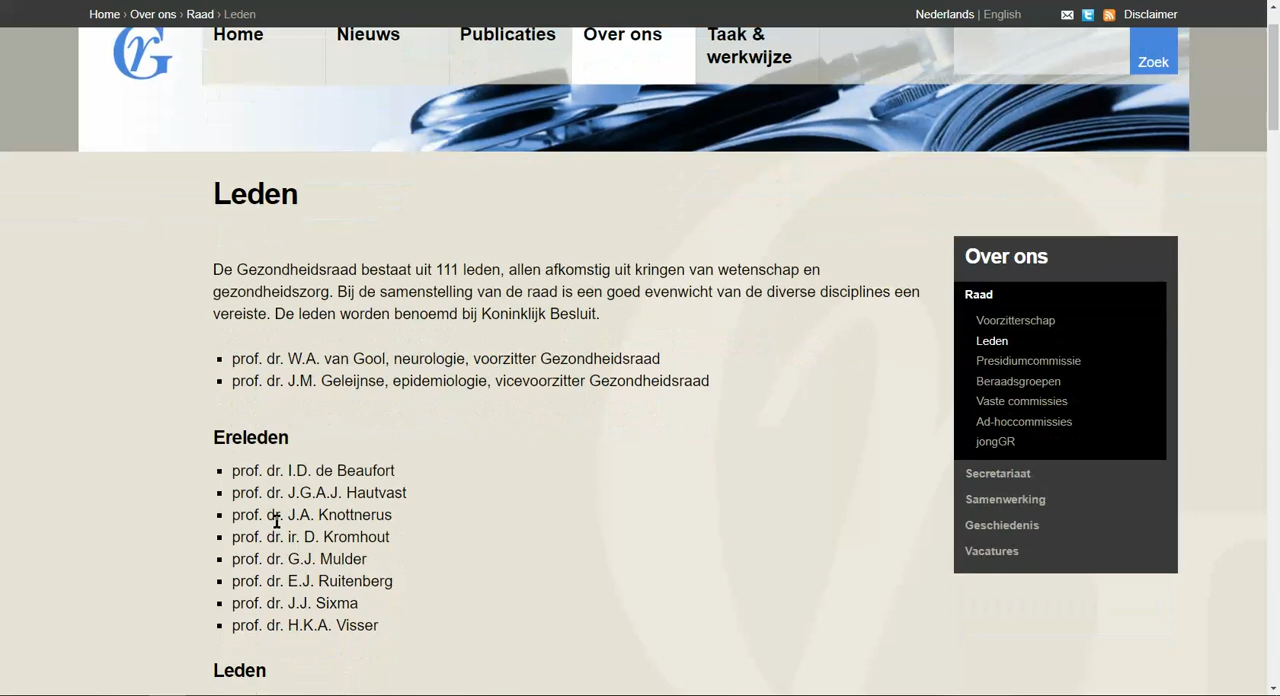 Home › Over ons › Raad › Leden
Nederlands | English
Disclaimer
Home
Nieuws
Publicaties
Over ons
Taak &
werkwijze
Zoek
Leden
De Gezondheidsraad bestaat uit 111 leden, allen afkomstig uit kringen van wetenschap en
gezondheidszorg. Bij de samenstelling van de raad is een goed evenwicht van de diverse disciplines een
vereiste. De leden worden benoemd bij Koninklijk Besluit.
▪ prof. dr. W.A. van Gool, neurologie, voorzitter Gezondheidsraad
▪ prof. dr. J.M. Geleijnse, epidemiologie, vicevoorzitter Gezondheidsraad
Ereleden
▪ prof. dr. I.D. de Beaufort
▪ prof. dr. J.G.A.J. Hautvast
▪ prof. dr. J.A. Knottnerus
▪ prof. dr. ir. D. Kromhout
▪ prof. dr. G.J. Mulder
▪ prof. dr. E.J. Ruitenberg
▪ prof. dr. J.J. Sixma
▪ prof. dr. H.K.A. Visser
Leden
Over ons
Raad
Voorzitterschap
Leden
Presidiumcommissie
Beraadsgroepen
Vaste commissies
Ad-hoccommissies
jongGR
Secretariaat
Samenwerking
Geschiedenis
Vacatures